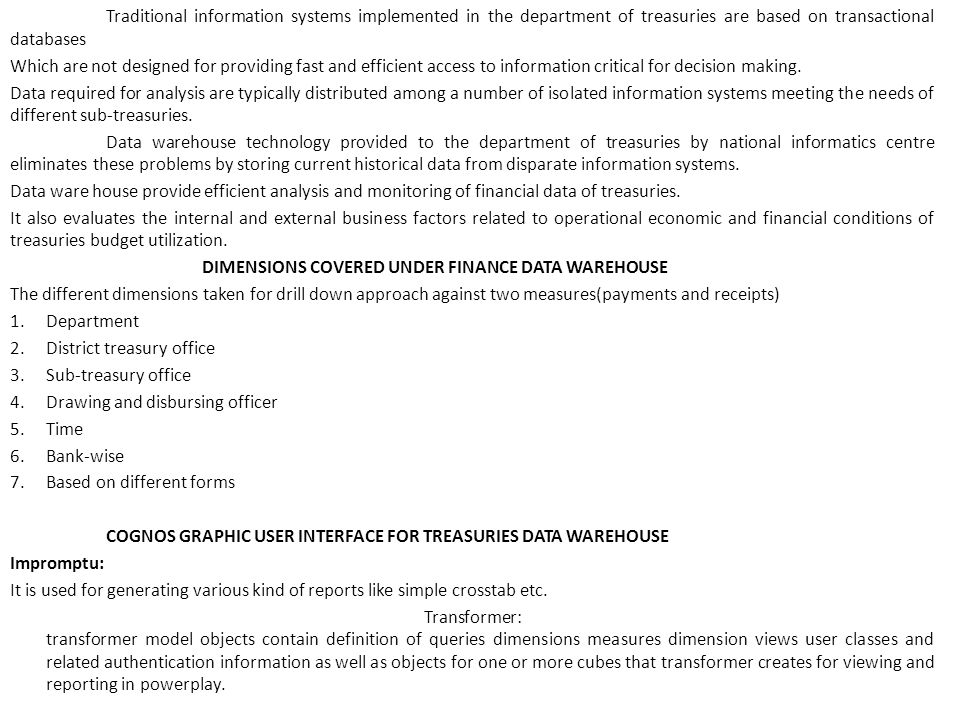 Traditional information systems implemented in the department of treasuries are based on transactional
databases
Which are not designed for providing fast and efficient access to information critical for decision making.
Data required for analysis are typically distributed among a number of isolated information systems meeting the needs of
different sub-treasuries.
Data warehouse technology provided to the department of treasuries by national informatics centre
eliminates these problems by storing current historical data from disparate information systems.
Data ware house provide efficient analysis and monitoring of financial data of treasuries.
It also evaluates the internal and external business factors related to operational economic and financial conditions of
treasuries budget utilization.
DIMENSIONS COVERED UNDER FINANCE DATA WAREHOUSE
The different dimensions taken for drill down approach against two measures(payments and receipts)
1. Department
2. District treasury office
3. Sub-treasury office
4. Drawing and disbursing officer
5. Time
6. Bank-wise
7. Based on different forms
COGNOS GRAPHIC USER INTERFACE FOR TREASURIES DATA WAREHOUSE
Impromptu:
It is used for generating various kind of reports like simple crosstab etc.
Transformer:
transformer model objects contain definition of queries dimensions measures dimension views user classes and
related authentication information as well as objects for one or more cubes that transformer creates for viewing and
reporting in powerplay.